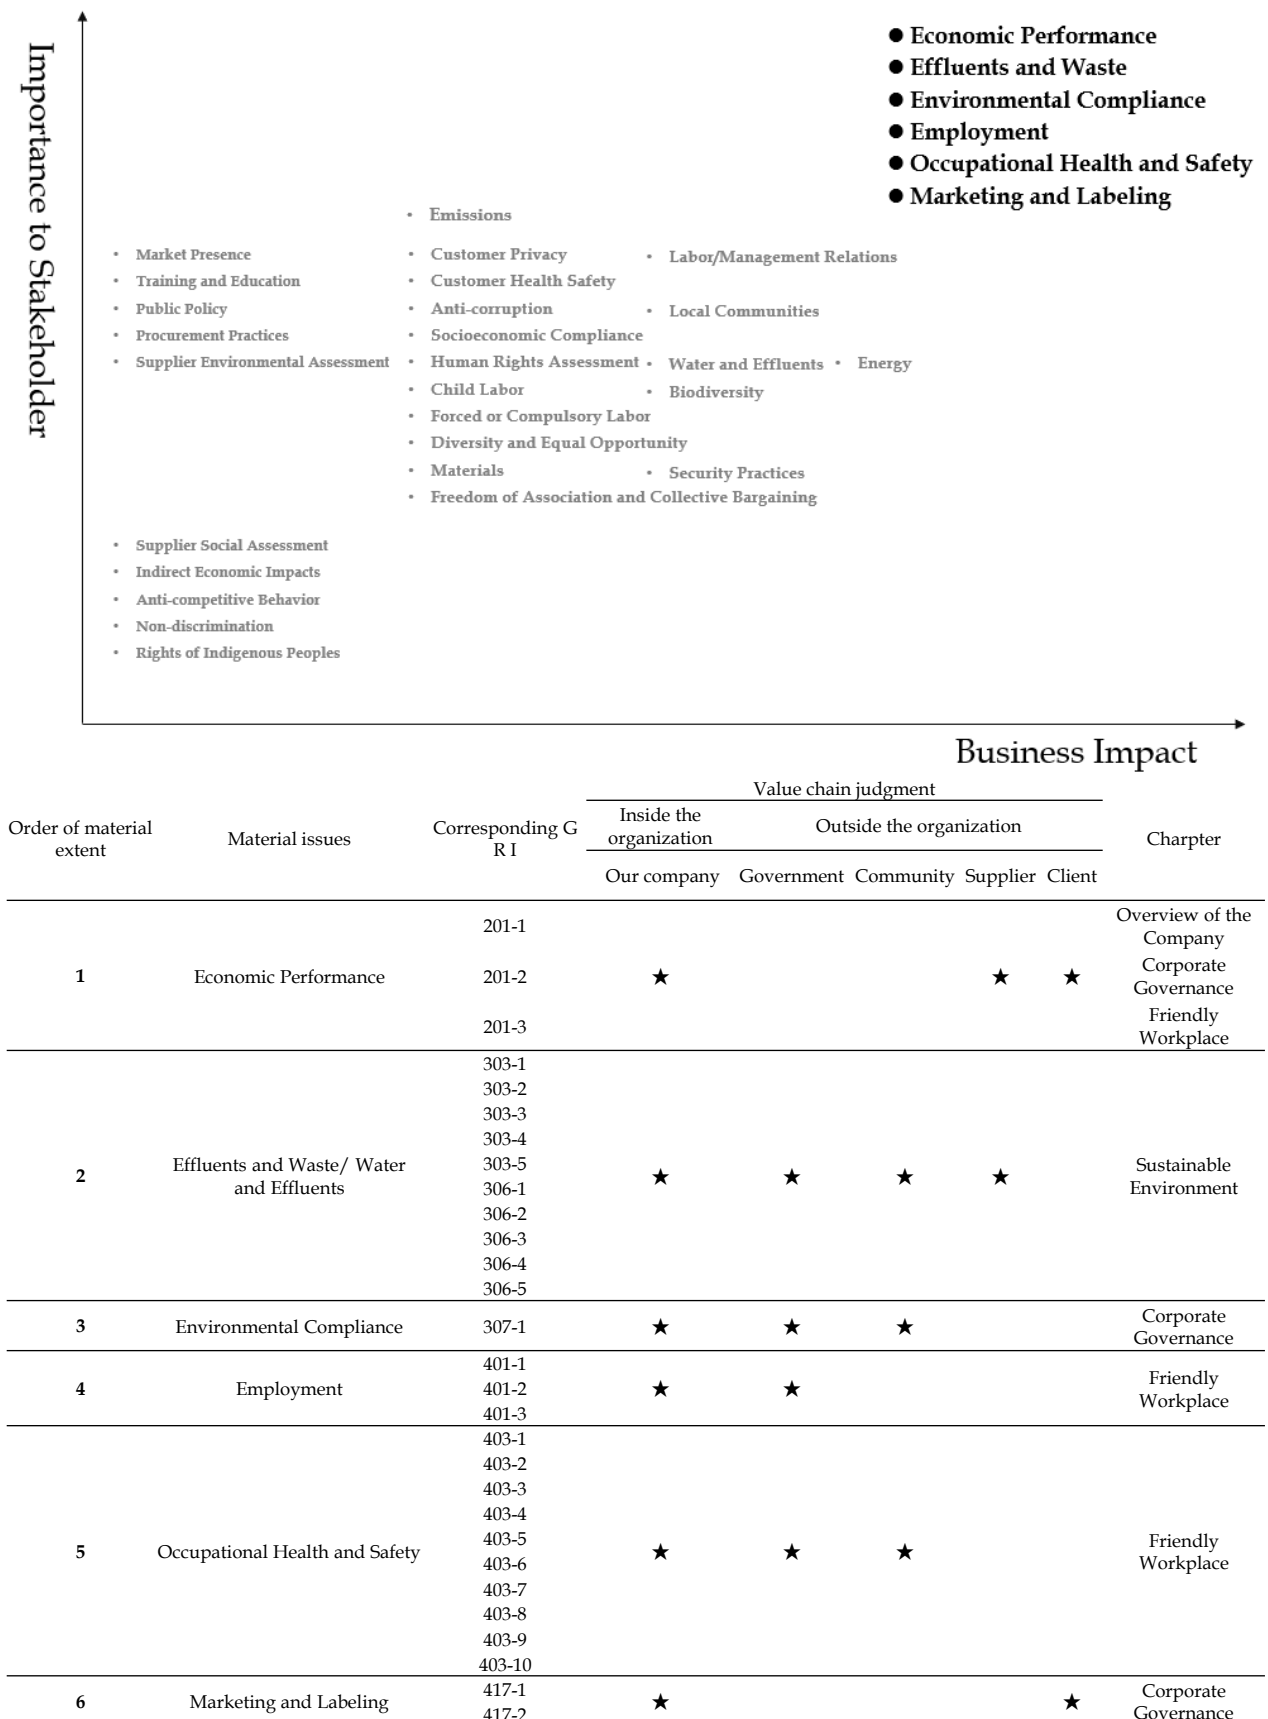 Importance to Stakeholder
● Economic Performance
● Effluents and Waste
● Environmental Compliance
● Employment
● Occupational Health and Safety
● Marketing and Labeling
• Emissions
• Market Presence
• Training and Education
• Public Policy
• Procurement Practices
• Supplier Environmental Assessment
• Customer Privacy
• Customer Health Safety
• Anti-corruption
• Socioeconomic Compliance
• Human Rights Assessment
• Child Labor
• Forced or Compulsory Labor
• Diversity and Equal Opportunity
• Materials
• Freedom of Association and Collective Bargaining
• Labor/Management Relations
• Local Communities
• Water and Effluents
• Energy
• Biodiversity
• Security Practices
• Supplier Social Assessment
• Indirect Economic Impacts
• Anti-competitive Behavior
• Non-discrimination
• Rights of Indigenous Peoples
Business Impact
Order of material
extent
Material issues
Corresponding G
R I
Value chain judgment
Inside the
organization
Outside the organization
Our company Government Community Supplier Client
Charpter
1
Economic Performance
201-1
201-2
201-3
★ ★ ★
Overview of the
Company
Corporate
Governance
Friendly
Workplace
2
Effluents and Waste/ Water
and Effluents
303-1
303-2
303-3
303-4
303-5
306-1
306-2
306-3
306-4
306-5
★ ★ ★ ★
Sustainable
Environment
3
Environmental Compliance
307-1
★ ★ ★
Corporate
Governance
4
Employment
401-1
401-2
401-3
★ ★
Friendly
Workplace
5
Occupational Health and Safety
403-1
403-2
403-3
403-4
403-5
403-6
403-7
403-8
403-9
403-10
★ ★ ★
Friendly
Workplace
6
Marketing and Labeling
417-1
417-2
★ ★
Corporate
Governance